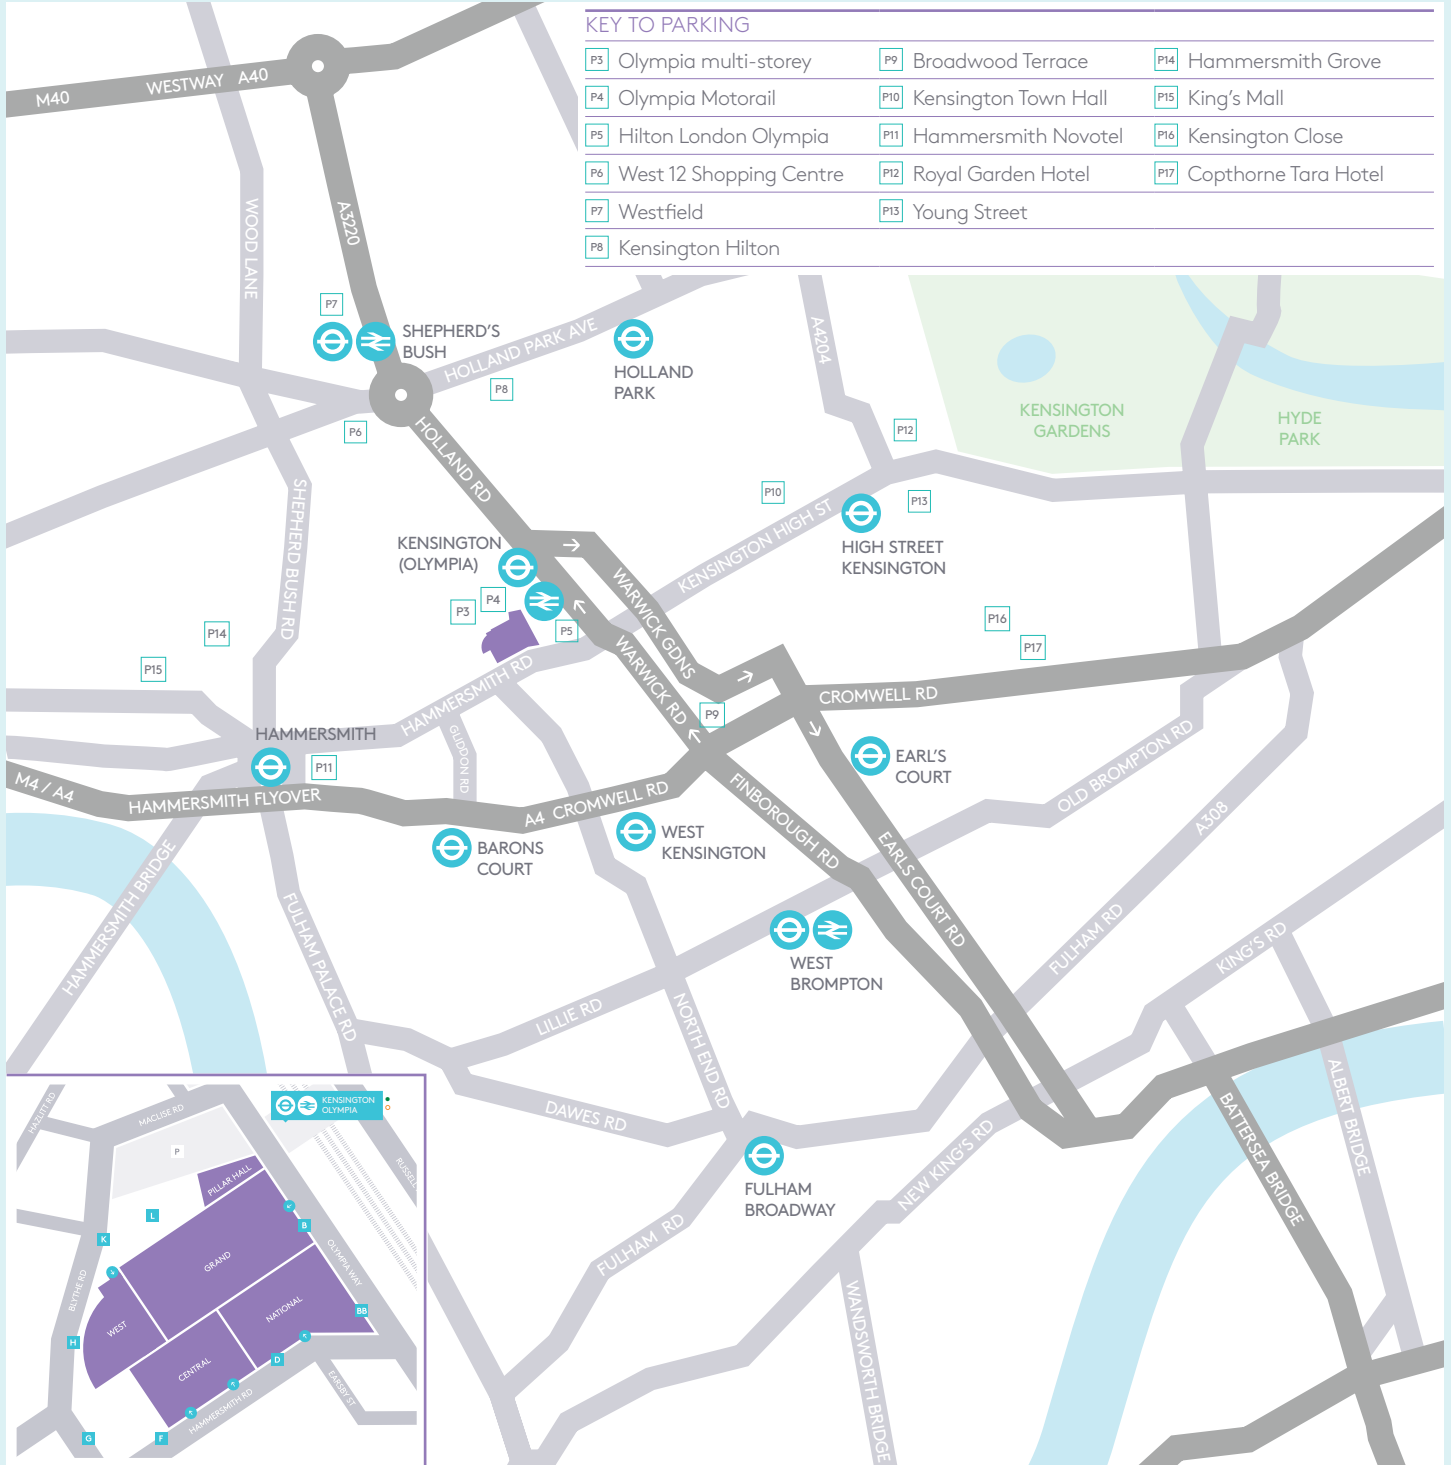 KEY TO PARKING
P3 Olympia multi-storey
P9 Broadwood Terrace
P14 Hammersmith Grove
P4 Olympia Motorail
P10 Kensington Town Hall
P15 King's Mall
P5 Hilton London Olympia
P11 Hammersmith Novotel
P16 Kensington Close
P6 West 12 Shopping Centre
P12 Royal Garden Hotel
P17 Copthorne Tara Hotel
P7 Westfield
P13 Young Street
P8 Kensington Hilton
M40
WESTWAY A40
A3220
WOOD LANE
P7
SHEPHERD'S
BUSH
HOLLAND PARK AVE
HOLLAND
PARK
A4204
P8
P6
HOLLAND RD
KENSINGTON
GARDENS
HYDE
PARK
P12
P10
P13
KENSINGTON HIGH ST
HIGH STREET
KENSINGTON
SHEPHERD BUSH RD
KENSINGTON
(OLYMPIA)
P4
P3
P5
WARWICK GDNS
WARWICK RD
P16
P17
P14
P15
HAMMERSMITH RD
GLIDDON RD
CROMWELL RD
P9
HAMMERSMITH
P11
M4 / A4
HAMMERSMITH FLYOVER
A4 CROMWELL RD
EARL'S
COURT
OLD BROMPTON RD
A308
FINBOROUGH RD
EARLS COURT RD
BARONS
COURT
WEST
KENSINGTON
HAMMERSMITH BRIDGE
FULHAM PALACE RD
WEST
BROMPTON
FULHAM RD
KING'S RD
LILLIE RD
NORTH END RD
DAWES RD
FULHAM
BROADWAY
NEW KING'S RD
FULHAM RD
BATTERSEA BRIDGE
ALBERT BRIDGE
WANDSWORTH BRIDGE
HAZLITT RD
MACLISE RD
KENSINGTON
OLYMPIA
RUSSELL
P
PILLAR HALL
L
K
B
GRAND
OLYMPIA WAY
BLYTHE RD
NATIONAL
BB
WEST
H
CENTRAL
D
HAMMERSMITH RD
EARSBY ST
G
F